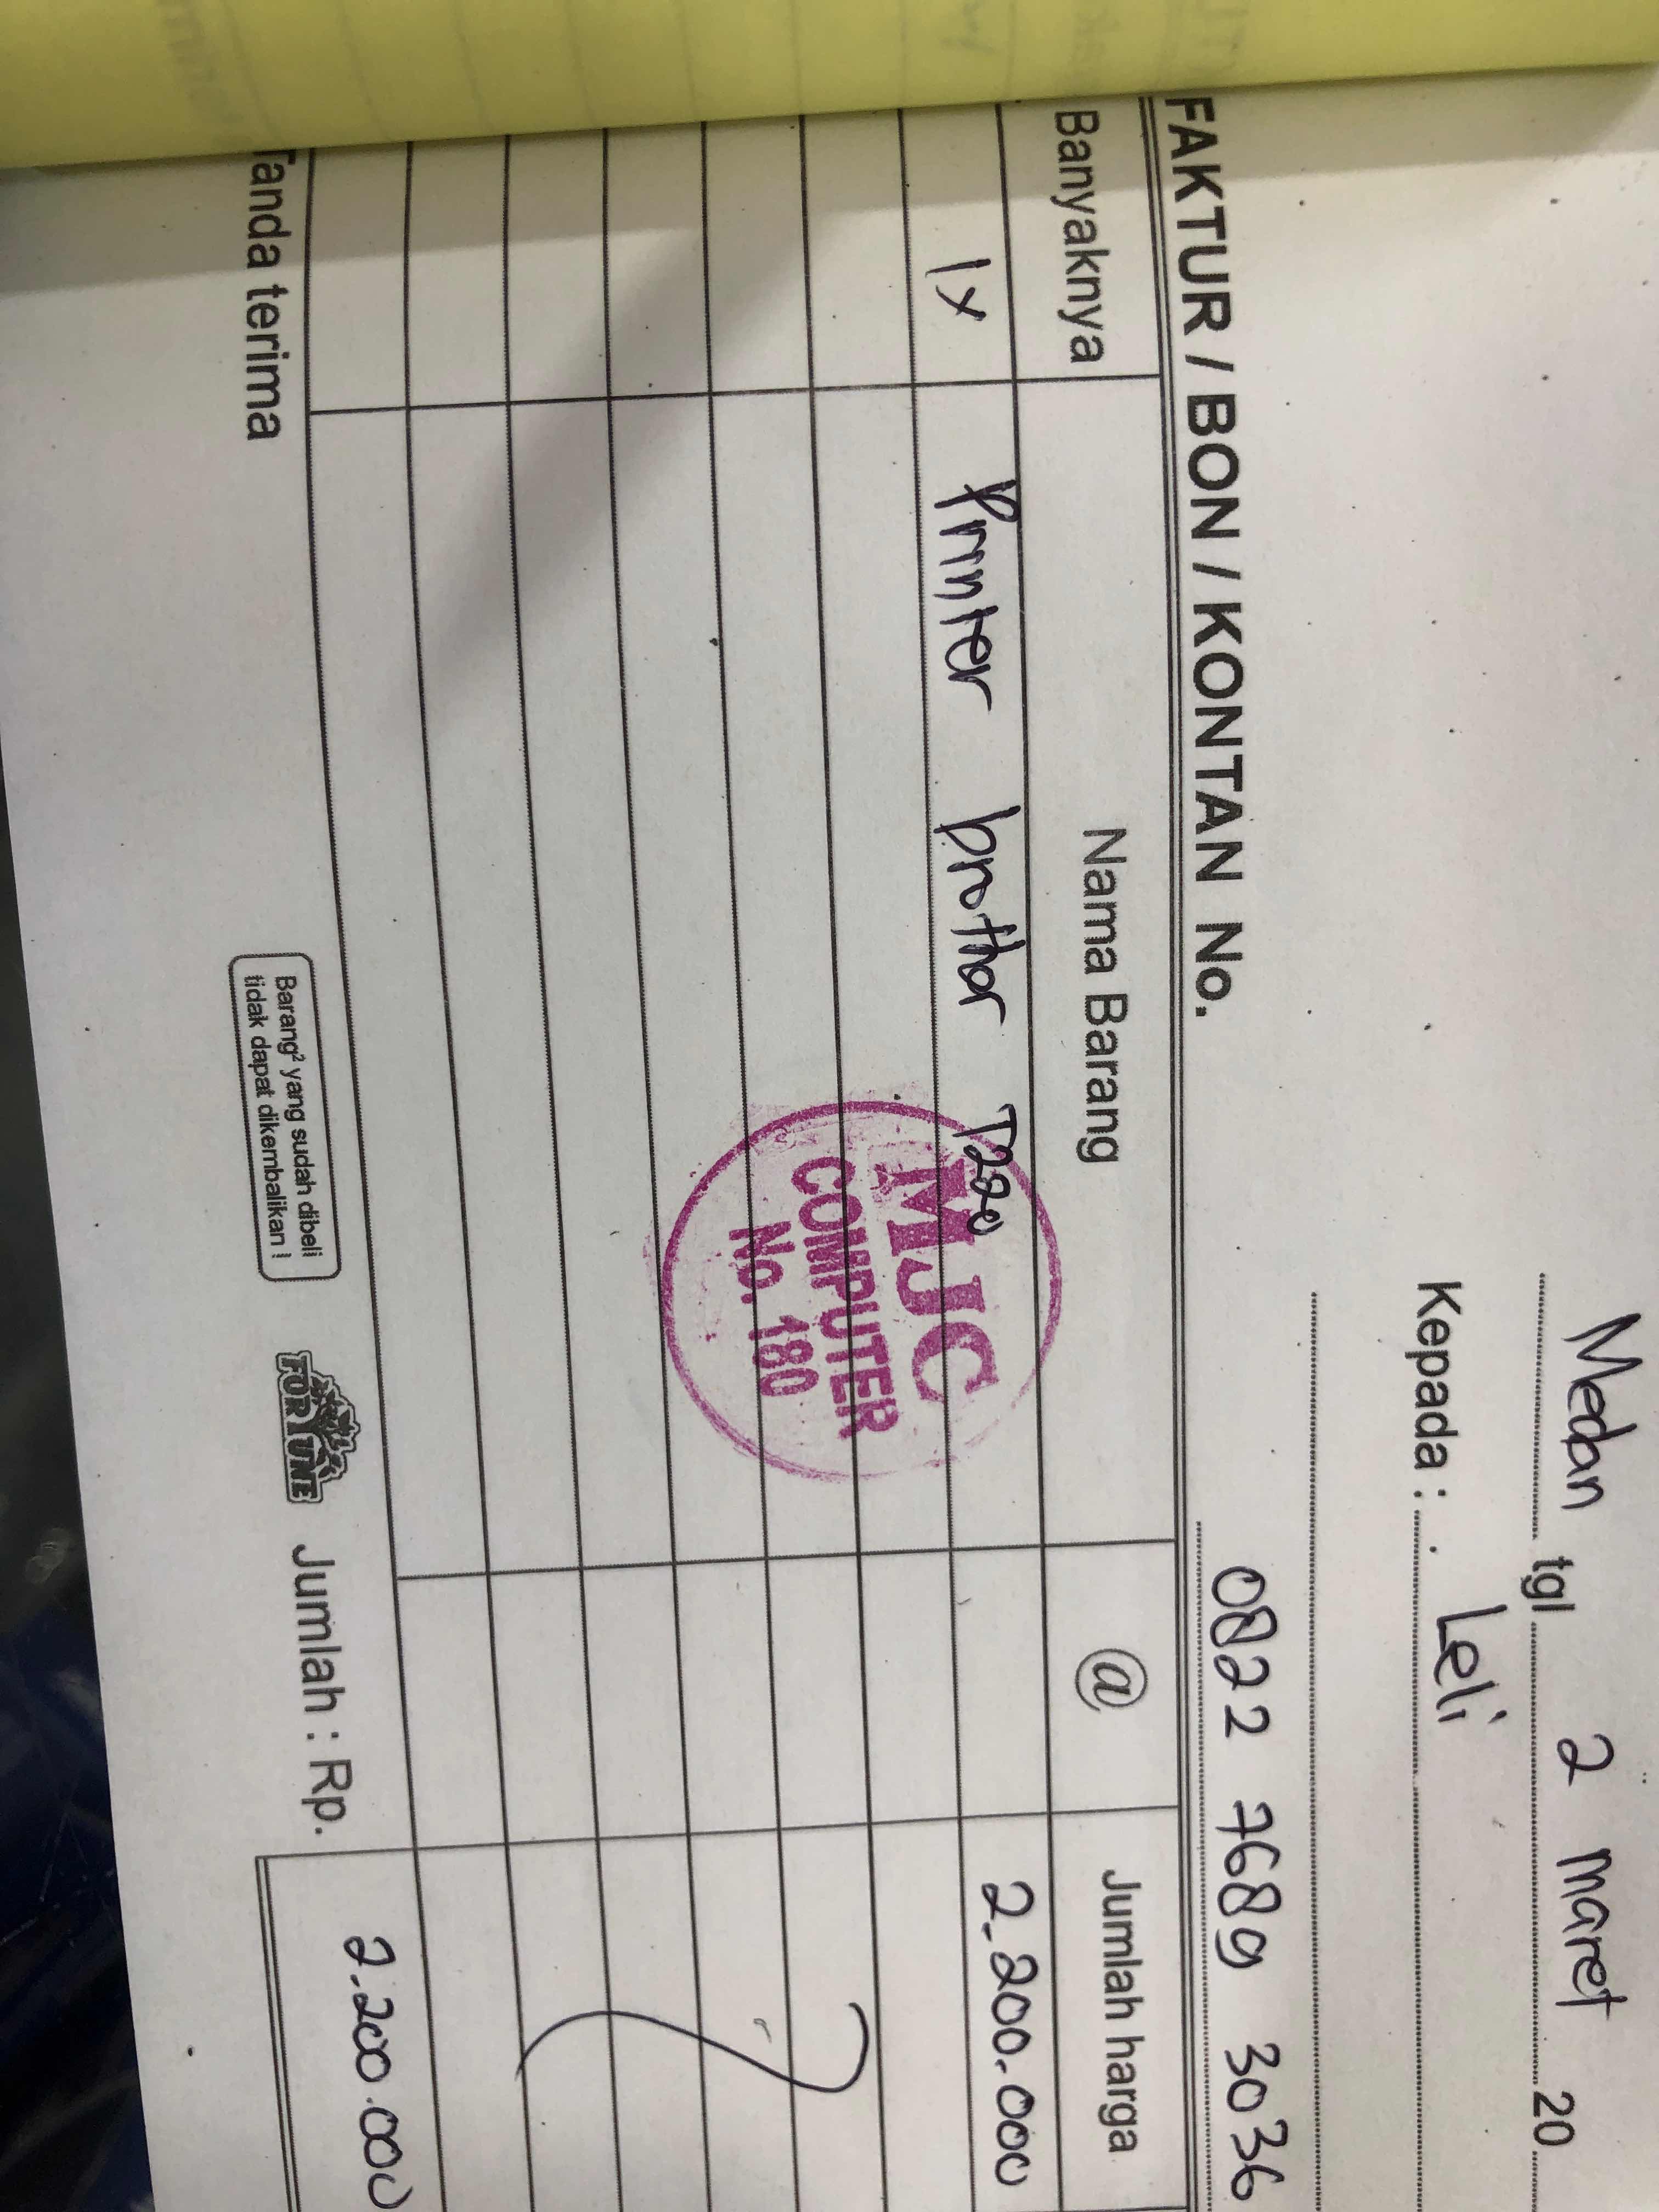 Medan tgl 2 maret 20
Kepada : Leli
0822 7689 3036
FAKTUR / BON / KONTAN No.
Banyaknya Nama Barang @ Jumlah harga
1x Printer brother T220 2.200.000
MJC
COMPUTER
No. 180
Tanda terima
Barang² yang sudah dibeli
tidak dapat dikembalikan !
FORTUNE
Jumlah : Rp. 2.200.000